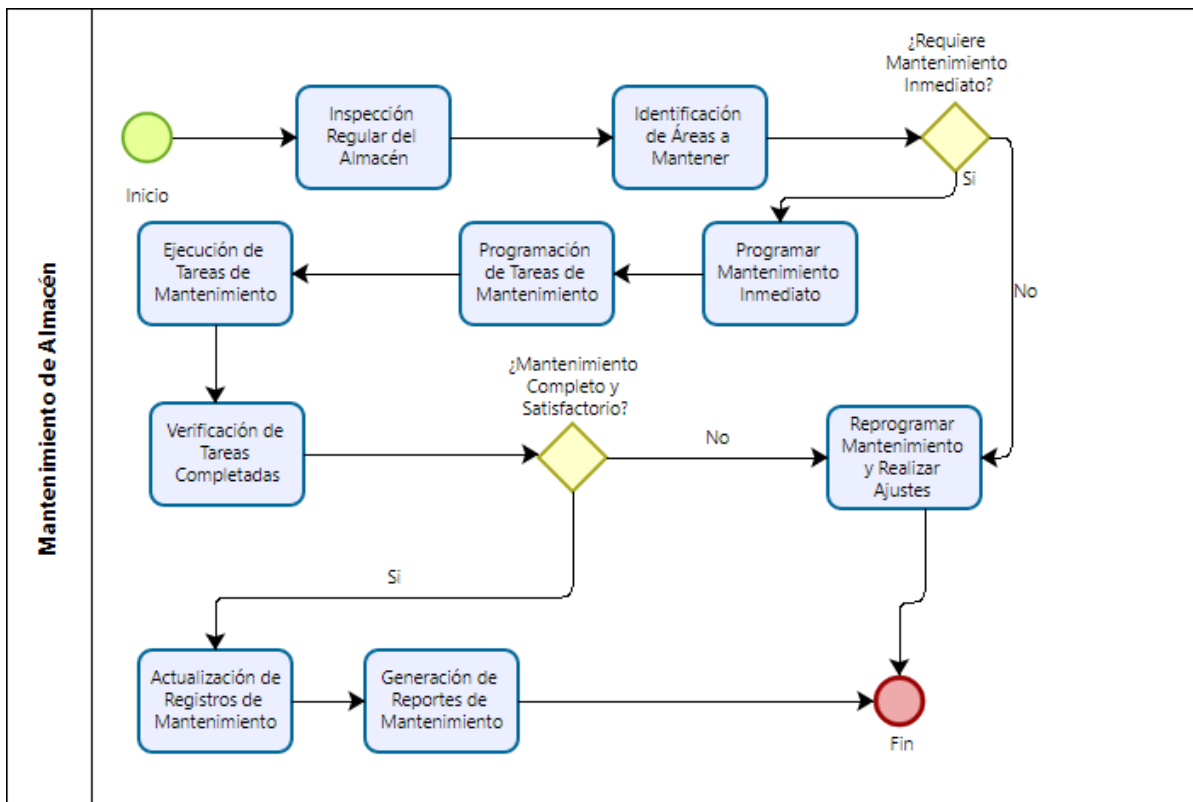 Mantenimiento de Almacén
¿Requiere
Mantenimiento
Inmediato?
Inspección
Regular del
Almacén
Identificación
de Áreas a
Mantener
Inicio
Si
Ejecución de
Tareas de
Mantenimiento
Programación
de Tareas de
Mantenimiento
Programar
Mantenimiento
Inmediato
No
¿Mantenimiento
Completo y
Satisfactorio?
Verificación de
Tareas
Completadas
No
Reprogramar
Mantenimiento
y Realizar
Ajustes
Si
Actualización de
Registros de
Mantenimiento
Generación de
Reportes de
Mantenimiento
Fin